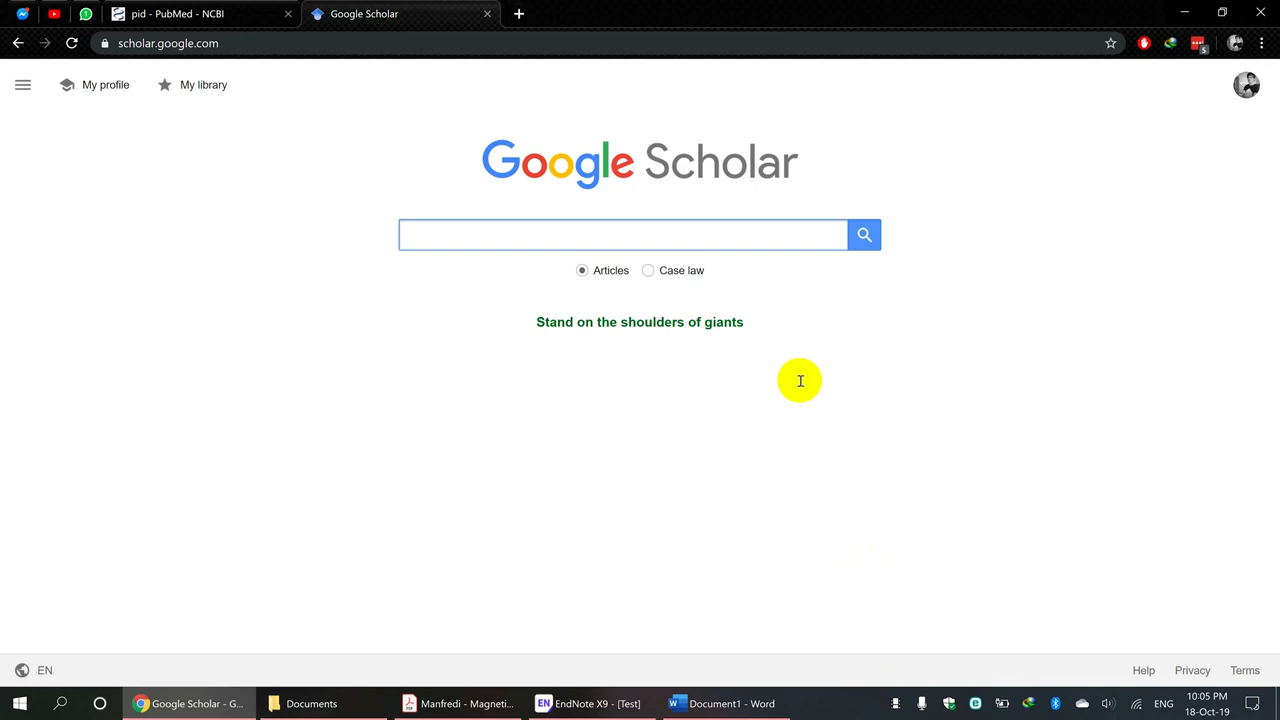 pid - PubMed - NCBI
Google Scholar
scholar.google.com
5
My profile
My library
Google Scholar
Articles
Case law
Stand on the shoulders of giants
EN
Help
Privacy
Terms
Google Scholar - G...
Documents
Manfredi - Magneti...
EN
EndNote X9 - [Test]
Document1 - Word
ENG
10:05 PM
18-Oct-19